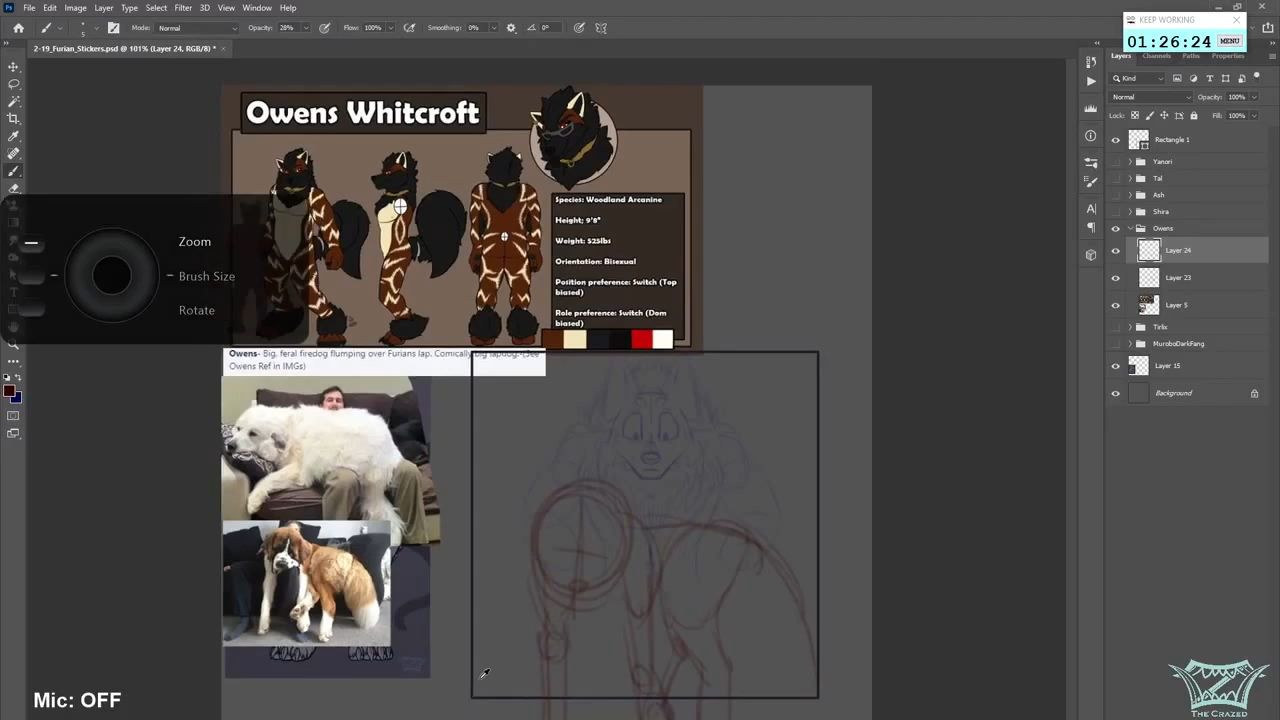 File Edit Image Layer Type Select Filter 3D View Window Help
Mode: Normal Opacity: 28% Flow: 100% Smoothing: 0% 0°
2-19_Furian_Stickers.psd @ 101% (Layer 24, RGB/8) *
KEEP WORKING
01:26:24 MENU
Layers Channels Paths Properties
Kind
Normal Opacity: 100%
Lock: Fill: 100%
Rectangle 1
Yanori
Tal
Ash
Shira
Owens
Layer 24
Layer 23
Layer 5
Tirlix
MuroboDarkFang
Layer 15
Background
Owens Whitcroft
Species: Woodland Arcanine
Height; 9'8"
Weight: 525lbs
Orientation: Bisexual
Position preference: Switch (Top
biased)
Role preference: Switch (Dom
biased)
Zoom
Brush Size
Rotate
Owens- Big, feral firedog flumping over Furians lap. Comically big lapdog.-(See
Owens Ref in IMGs)
Mic: OFF
THE CRAZED